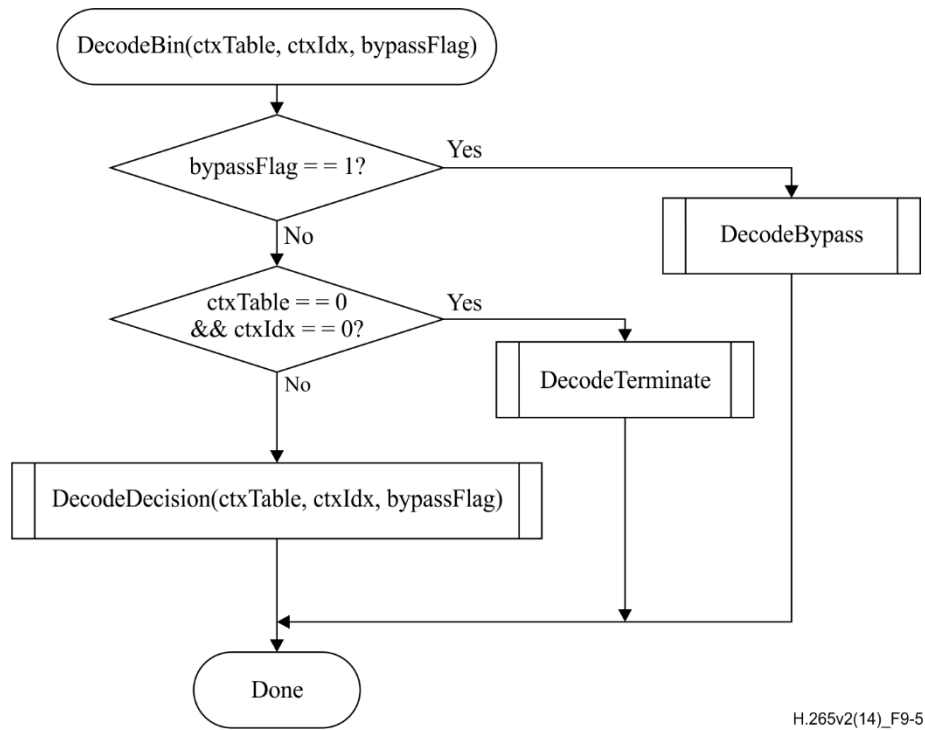 DecodeBin(ctxTable, ctxIdx, bypassFlag)
bypassFlag = = 1?
Yes
DecodeBypass
No
ctxTable = = 0
&& ctxIdx = = 0?
Yes
DecodeTerminate
No
DecodeDecision(ctxTable, ctxIdx, bypassFlag)
Done
H.265v2(14)_F9-5